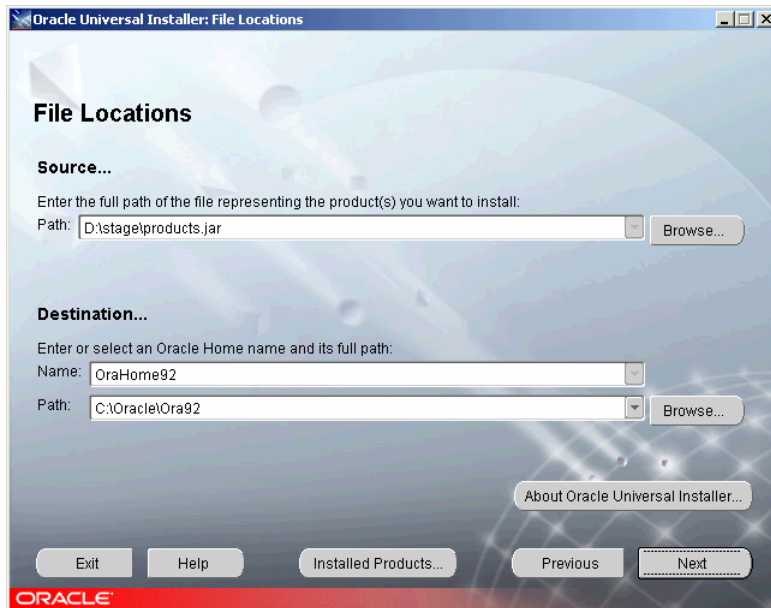 Oracle Universal Installer: File Locations
File Locations
Source...
Enter the full path of the file representing the product(s) you want to install:
Path: D:\stage\products.jar Browse...
Destination...
Enter or select an Oracle Home name and its full path:
Name: OraHome92
Path: C:\Oracle\Ora92 Browse...
About Oracle Universal Installer...
Exit Help Installed Products... Previous Next
ORACLE